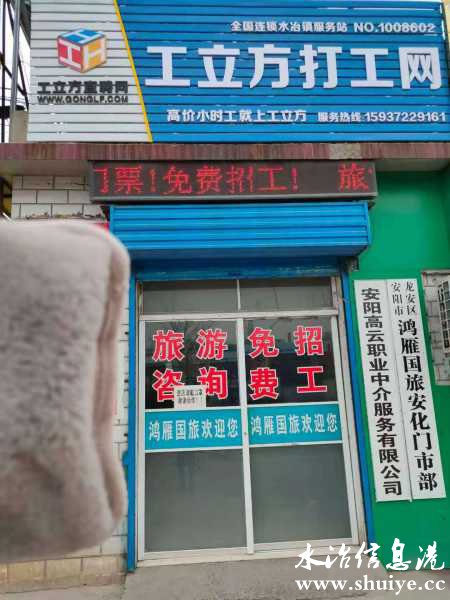 全国连锁水冶镇服务站 NO.1008602
工立方打工网
工立方直聘网
www.GONGLF.COM
高价小时工就上工立方 服务热线:15937229161
票!免费招工! 旅
旅游 免招
咨询 费工
鸿雁国旅欢迎您 鸿雁国旅欢迎您
安阳高云职业中介服务有限公司
安阳市龙安区鸿雁国旅安化门市部
水冶信息港
www.shuiye.cc